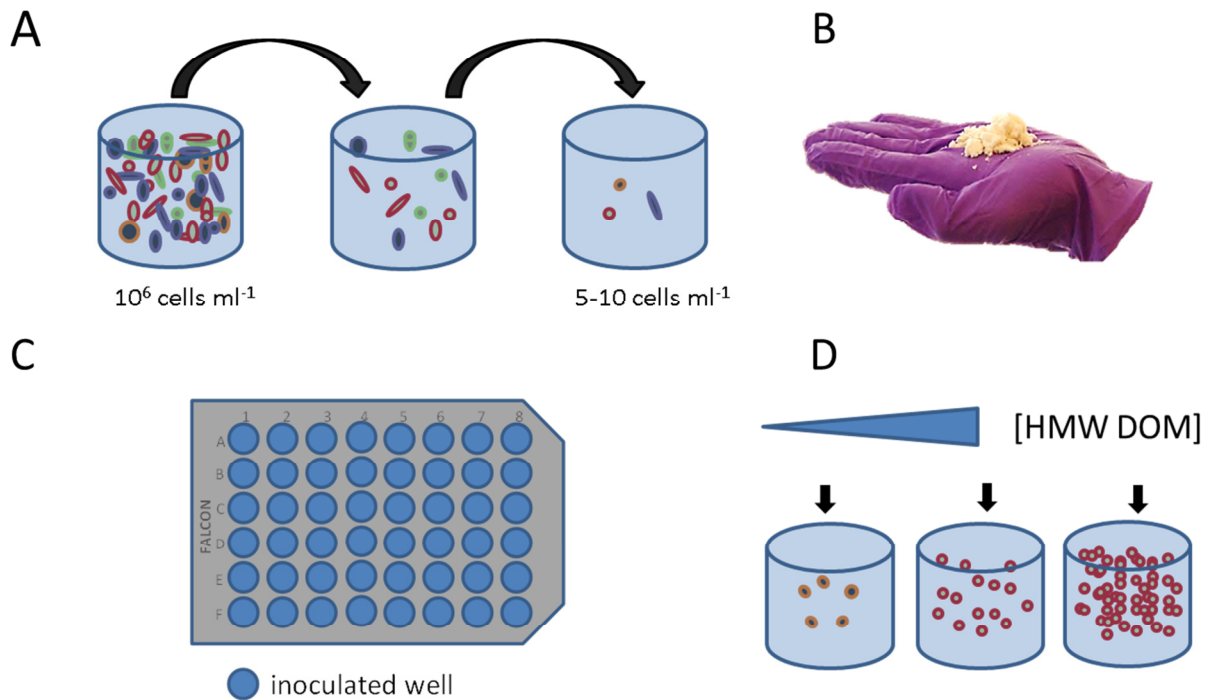 A
B
10⁶ cells ml⁻¹
5-10 cells ml⁻¹
C
D
1 2 3 4 5 6 7 8
A
B
C
D
E
F
FALCON
inoculated well
[HMW DOM]